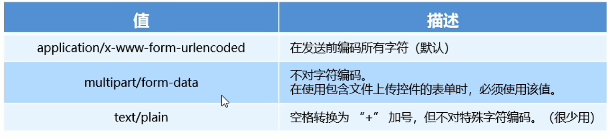 值 描述
application/x-www-form-urlencoded 在发送前编码所有字符（默认）
multipart/form-data 不对字符编码。
在使用包含文件上传控件的表单时，必须使用该值。
text/plain 空格转换为 “+” 加号，但不对特殊字符编码。（很少用）